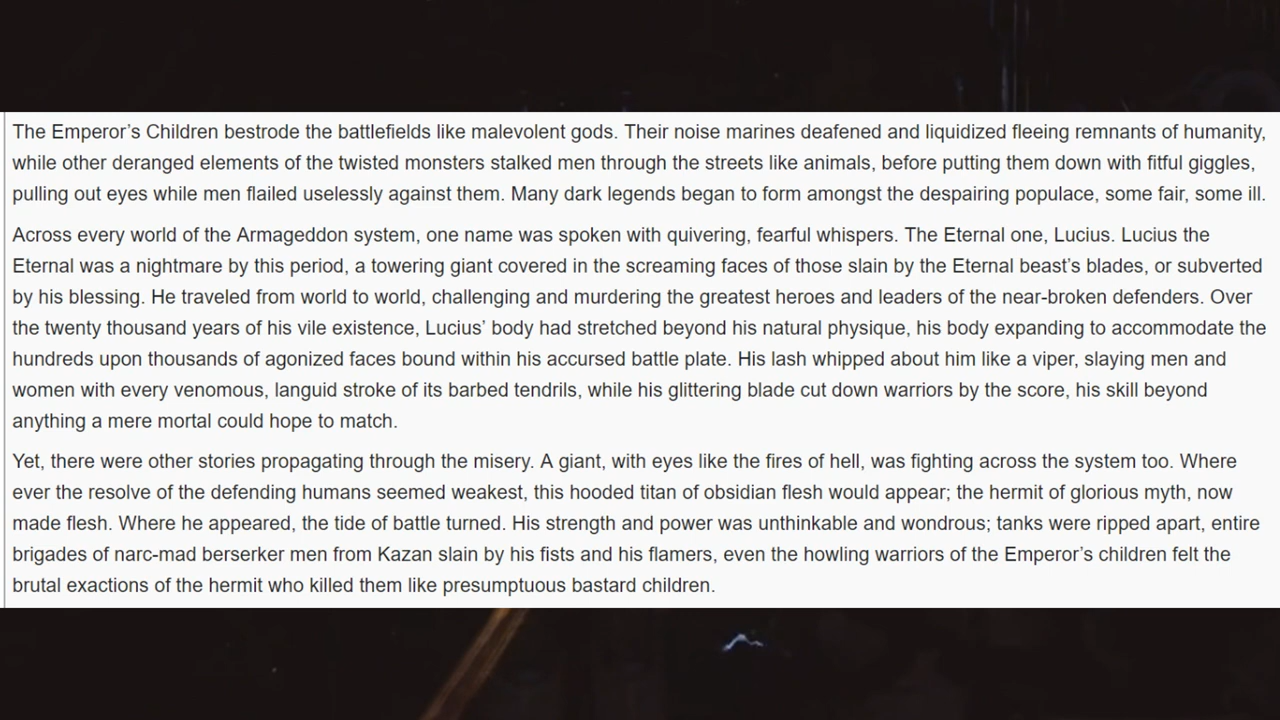 The Emperor’s Children bestrode the battlefields like malevolent gods. Their noise marines deafened and liquidized fleeing remnants of humanity,
while other deranged elements of the twisted monsters stalked men through the streets like animals, before putting them down with fitful giggles,
pulling out eyes while men flailed uselessly against them. Many dark legends began to form amongst the despairing populace, some fair, some ill.
Across every world of the Armageddon system, one name was spoken with quivering, fearful whispers. The Eternal one, Lucius. Lucius the
Eternal was a nightmare by this period, a towering giant covered in the screaming faces of those slain by the Eternal beast’s blades, or subverted
by his blessing. He traveled from world to world, challenging and murdering the greatest heroes and leaders of the near-broken defenders. Over
the twenty thousand years of his vile existence, Lucius’ body had stretched beyond his natural physique, his body expanding to accommodate the
hundreds upon thousands of agonized faces bound within his accursed battle plate. His lash whipped about him like a viper, slaying men and
women with every venomous, languid stroke of its barbed tendrils, while his glittering blade cut down warriors by the score, his skill beyond
anything a mere mortal could hope to match.
Yet, there were other stories propagating through the misery. A giant, with eyes like the fires of hell, was fighting across the system too. Where
ever the resolve of the defending humans seemed weakest, this hooded titan of obsidian flesh would appear; the hermit of glorious myth, now
made flesh. Where he appeared, the tide of battle turned. His strength and power was unthinkable and wondrous; tanks were ripped apart, entire
brigades of narc-mad berserker men from Kazan slain by his fists and his flamers, even the howling warriors of the Emperor’s children felt the
brutal exactions of the hermit who killed them like presumptuous bastard children.